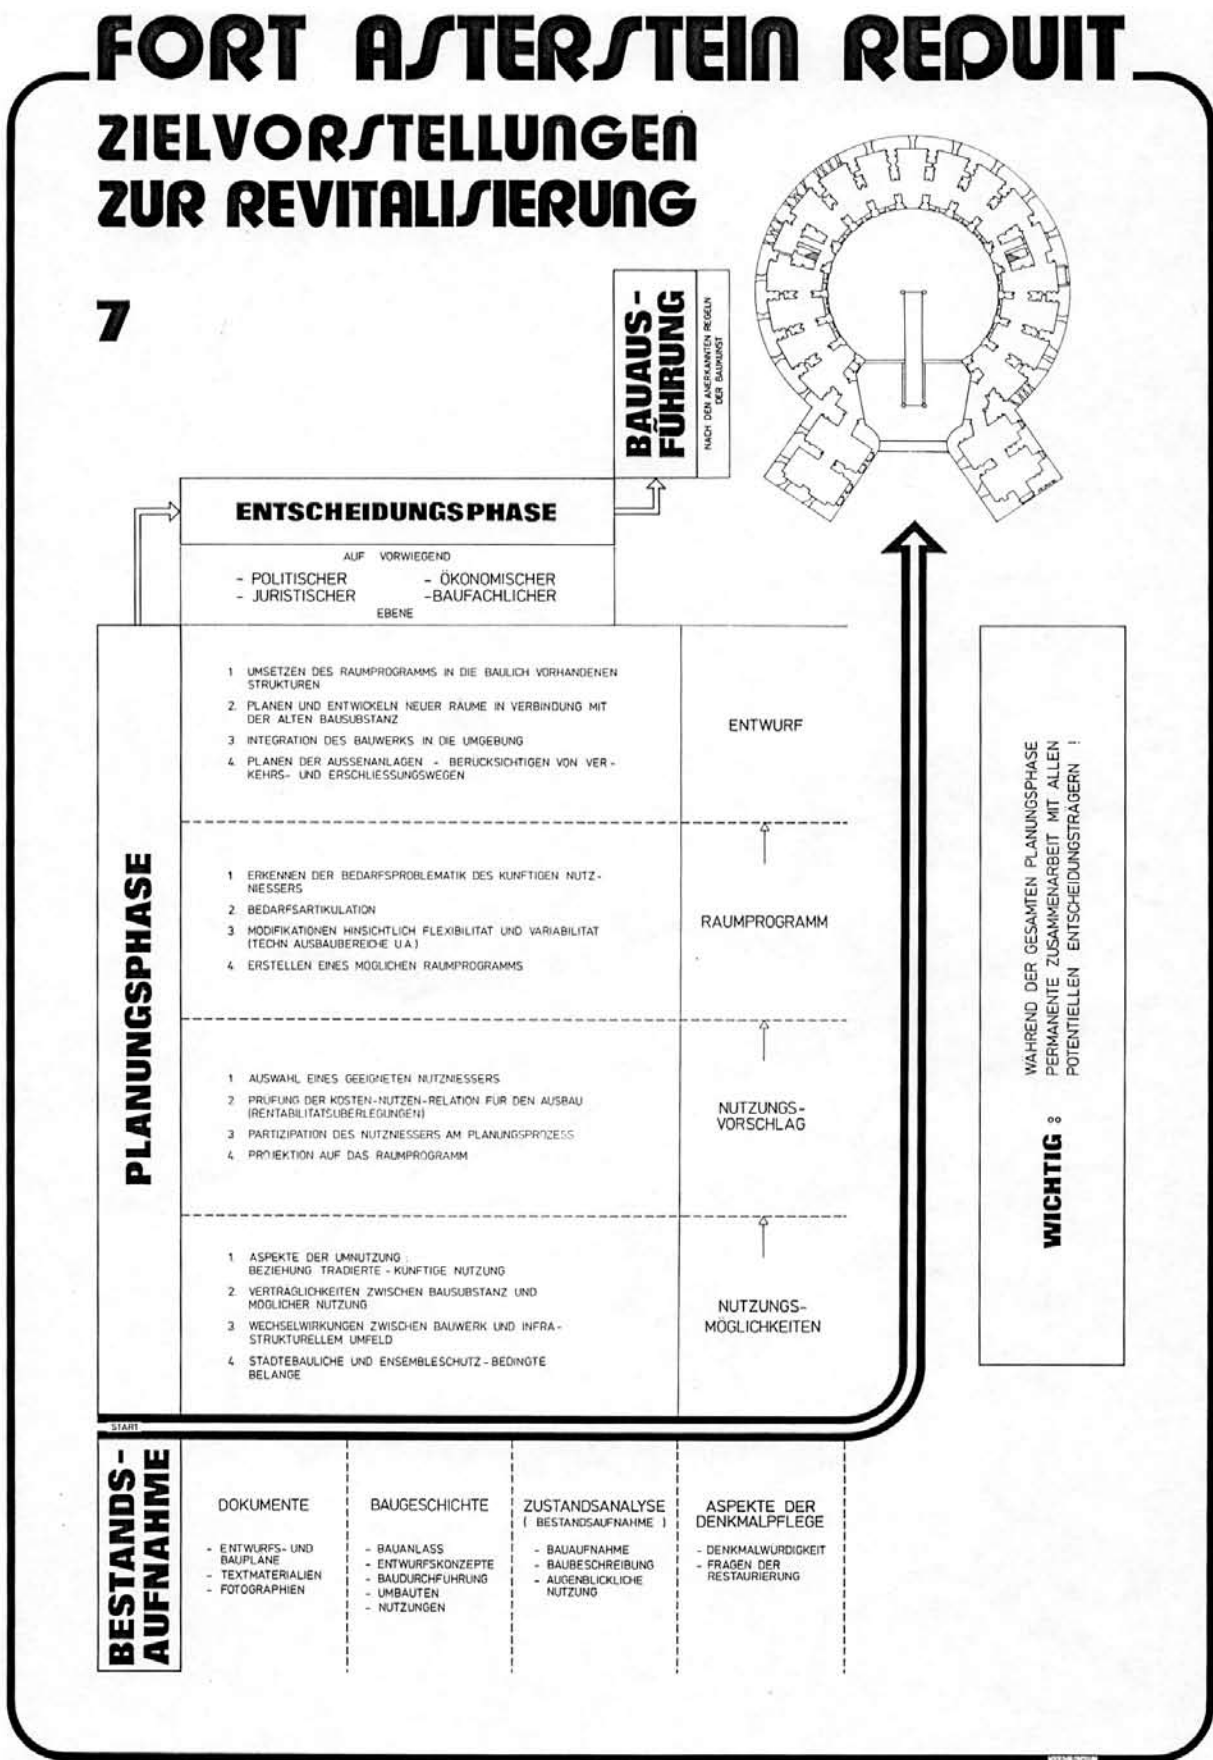 FORT ASTERSTEIN REDUIT
ZIELVORSTELLUNGEN
ZUR REVITALISIERUNG
7
BAUAUS-
FÜHRUNG
NACH DEN ANERKANNTEN REGELN
DER BAUKUNST
ENTSCHEIDUNGSPHASE
AUF VORWIEGEND
- POLITISCHER
- ÖKONOMISCHER
- JURISTISCHER
-BAUFACHLICHER
EBENE
PLANUNGSPHASE
1 UMSETZEN DES RAUMPROGRAMMS IN DIE BAULICH VORHANDENEN
STRUKTUREN
2. PLANEN UND ENTWICKELN NEUER RÄUME IN VERBINDUNG MIT
DER ALTEN BAUSUBSTANZ
3 INTEGRATION DES BAUWERKS IN DIE UMGEBUNG
4. PLANEN DER AUSSENANLAGEN - BERÜCKSICHTIGEN VON VER-
KEHRS- UND ERSCHLIESSUNGSWEGEN
ENTWURF
1 ERKENNEN DER BEDARFSPROBLEMATIK DES KÜNFTIGEN NUTZ-
NIESSERS
2 BEDARFSARTIKULATION
3 MODIFIKATIONEN HINSICHTLICH FLEXIBILITÄT UND VARIABILITÄT
(TECHN AUSBAUBEREICHE U.A.)
4 ERSTELLEN EINES MÖGLICHEN RAUMPROGRAMMS
RAUMPROGRAMM
1 AUSWAHL EINES GEEIGNETEN NUTZNIESSERS
2 PRÜFUNG DER KOSTEN-NUTZEN-RELATION FÜR DEN AUSBAU
(RENTABILITÄTSÜBERLEGUNGEN)
3 PARTIZIPATION DES NUTZNIESSERS AM PLANUNGSPROZESS
4 PROJEKTION AUF DAS RAUMPROGRAMM
NUTZUNGS-
VORSCHLAG
1 ASPEKTE DER UMNUTZUNG :
BEZIEHUNG TRADIERTE - KÜNFTIGE NUTZUNG
2. VERTRÄGLICHKEITEN ZWISCHEN BAUSUBSTANZ UND
MÖGLICHER NUTZUNG
3 WECHSELWIRKUNGEN ZWISCHEN BAUWERK UND INFRA-
STRUKTURELLEM UMFELD
4 STÄDTEBAULICHE UND ENSEMBLESCHUTZ-BEDINGTE
BELANGE
NUTZUNGS-
MÖGLICHKEITEN
WICHTIG : WÄHREND DER GESAMTEN PLANUNGSPHASE
PERMANENTE ZUSAMMENARBEIT MIT ALLEN
POTENTIELLEN ENTSCHEIDUNGSTRÄGERN !
START
BESTANDS-
AUFNAHME
DOKUMENTE
- ENTWURFS- UND
BAUPLÄNE
- TEXTMATERIALIEN
- FOTOGRAPHIEN
BAUGESCHICHTE
- BAUANLASS
- ENTWURFSKONZEPTE
- BAUDURCHFÜHRUNG
- UMBAUTEN
- NUTZUNGEN
ZUSTANDSANALYSE
( BESTANDSAUFNAHME )
- BAUAUFNAHME
- BAUBESCHREIBUNG
- AUGENBLICKLICHE
NUTZUNG
ASPEKTE DER
DENKMALPFLEGE
- DENKMALWÜRDIGKEIT
- FRAGEN DER
RESTAURIERUNG